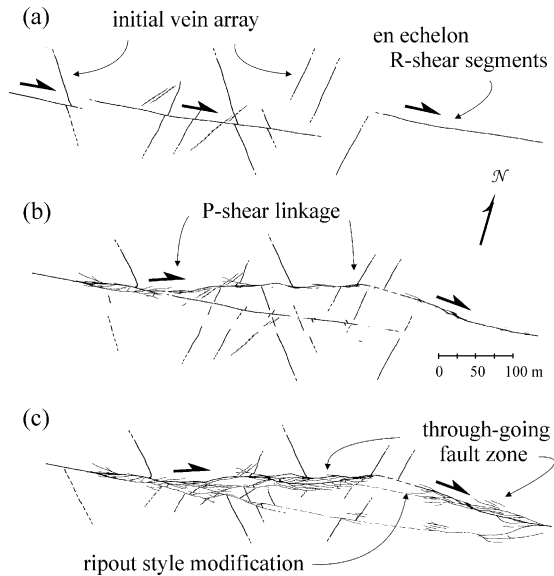 (a)
initial vein array
en echelon
R-shear segments
N
(b)
P-shear linkage
0 50 100 m
(c)
through-going
fault zone
ripout style modification